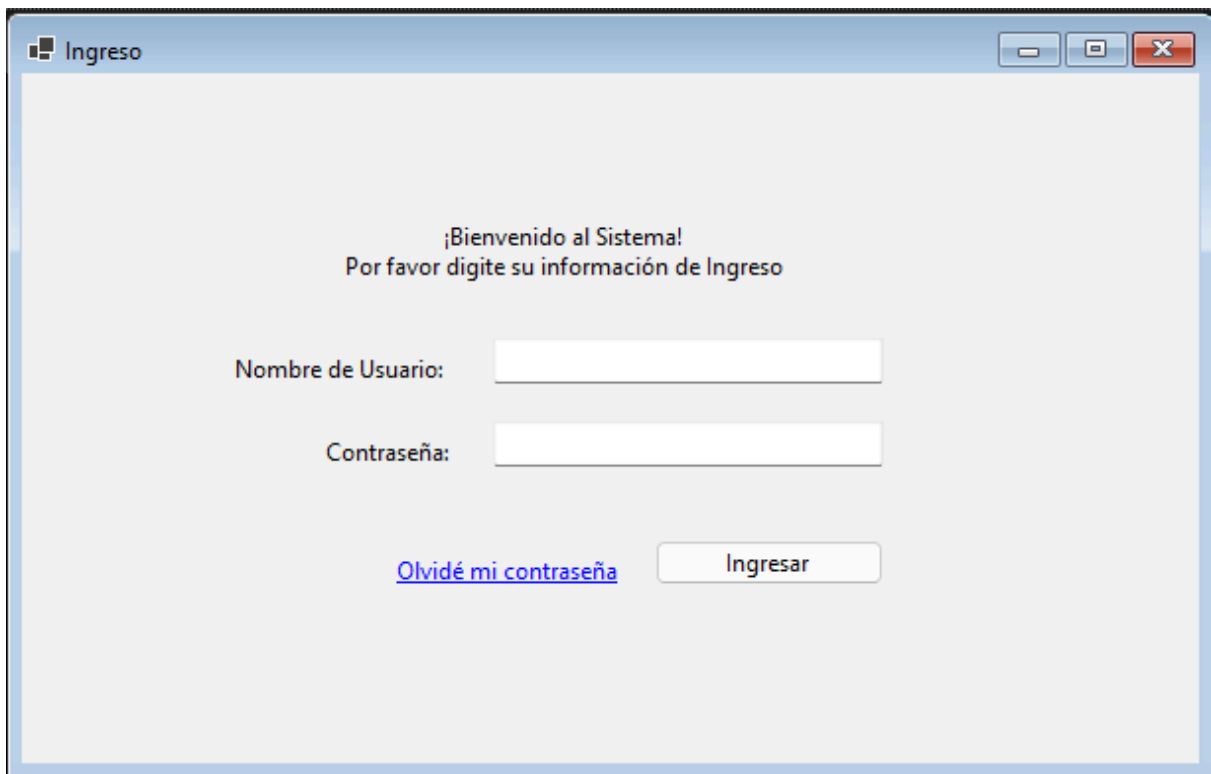 Ingreso
¡Bienvenido al Sistema!
Por favor digite su información de Ingreso
Nombre de Usuario:
Contraseña:
Olvidé mi contraseña
Ingresar